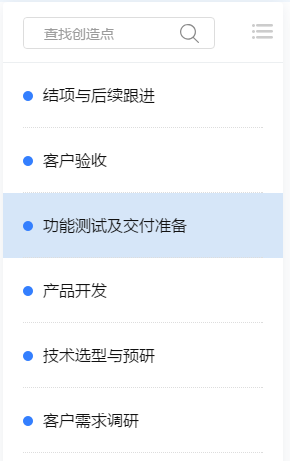 查找创造点
结项与后续跟进
客户验收
功能测试及交付准备
产品开发
技术选型与预研
客户需求调研